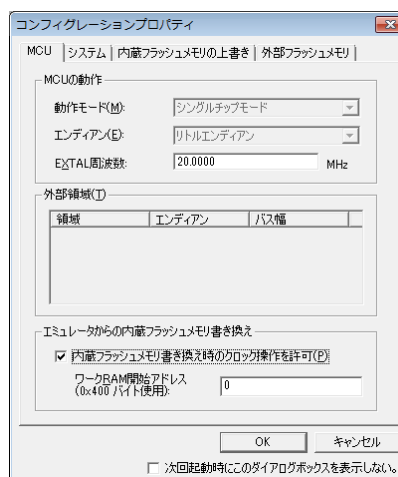 コンフィグレーションプロパティ
MCU システム 内蔵フラッシュメモリの上書き 外部フラッシュメモリ
MCUの動作
動作モード(M): シングルチップモード
エンディアン(E): リトルエンディアン
EXTAL周波数: 20.0000 MHz
外部領域(T)
領域 エンディアン バス幅
エミュレータからの内蔵フラッシュメモリ書き換え
内蔵フラッシュメモリ書き換え時のクロック操作を許可(P)
ワークRAM開始アドレス
(0x400 バイト使用): 0
OK キャンセル
次回起動時にこのダイアログボックスを表示しない。